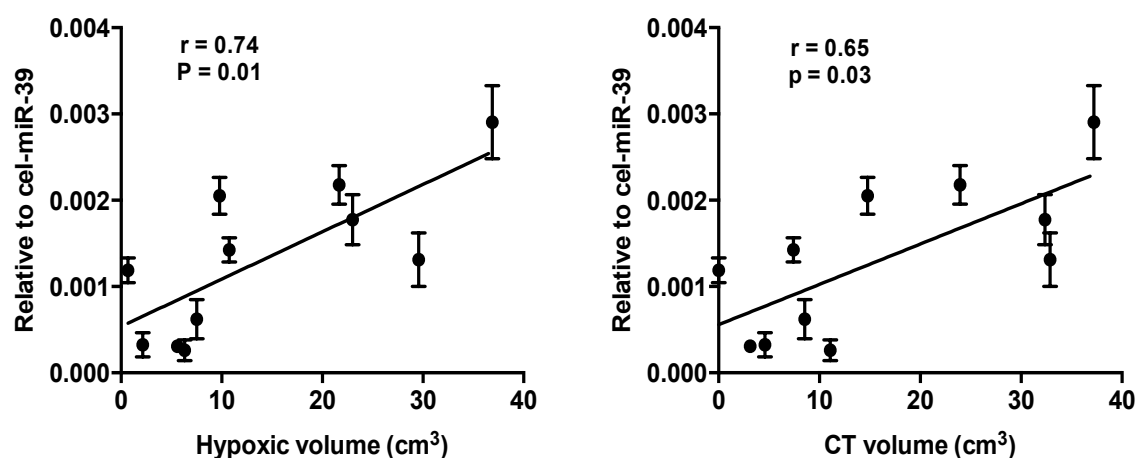 Relative to cel-miR-39
0.004
0.003
0.002
0.001
0.000
r = 0.74
P = 0.01
0 10 20 30 40
Hypoxic volume (cm³)
Relative to cel-miR-39
0.004
0.003
0.002
0.001
0.000
r = 0.65
p = 0.03
0 10 20 30 40
CT volume (cm³)